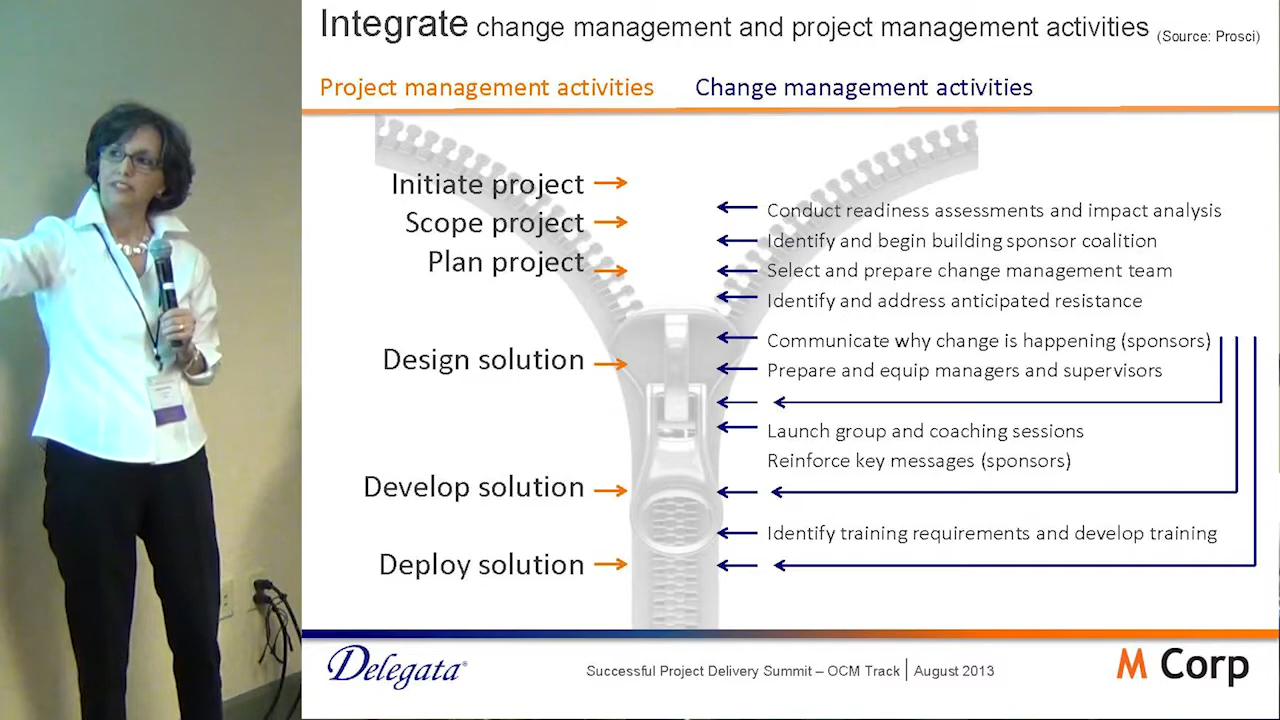 Integrate change management and project management activities (Source: Prosci)
Project management activities Change management activities
Initiate project
Scope project
Plan project
Design solution
Develop solution
Deploy solution
Conduct readiness assessments and impact analysis
Identify and begin building sponsor coalition
Select and prepare change management team
Identify and address anticipated resistance
Communicate why change is happening (sponsors)
Prepare and equip managers and supervisors
Launch group and coaching sessions
Reinforce key messages (sponsors)
Identify training requirements and develop training
Delegata®
Successful Project Delivery Summit – OCM Track | August 2013
M Corp